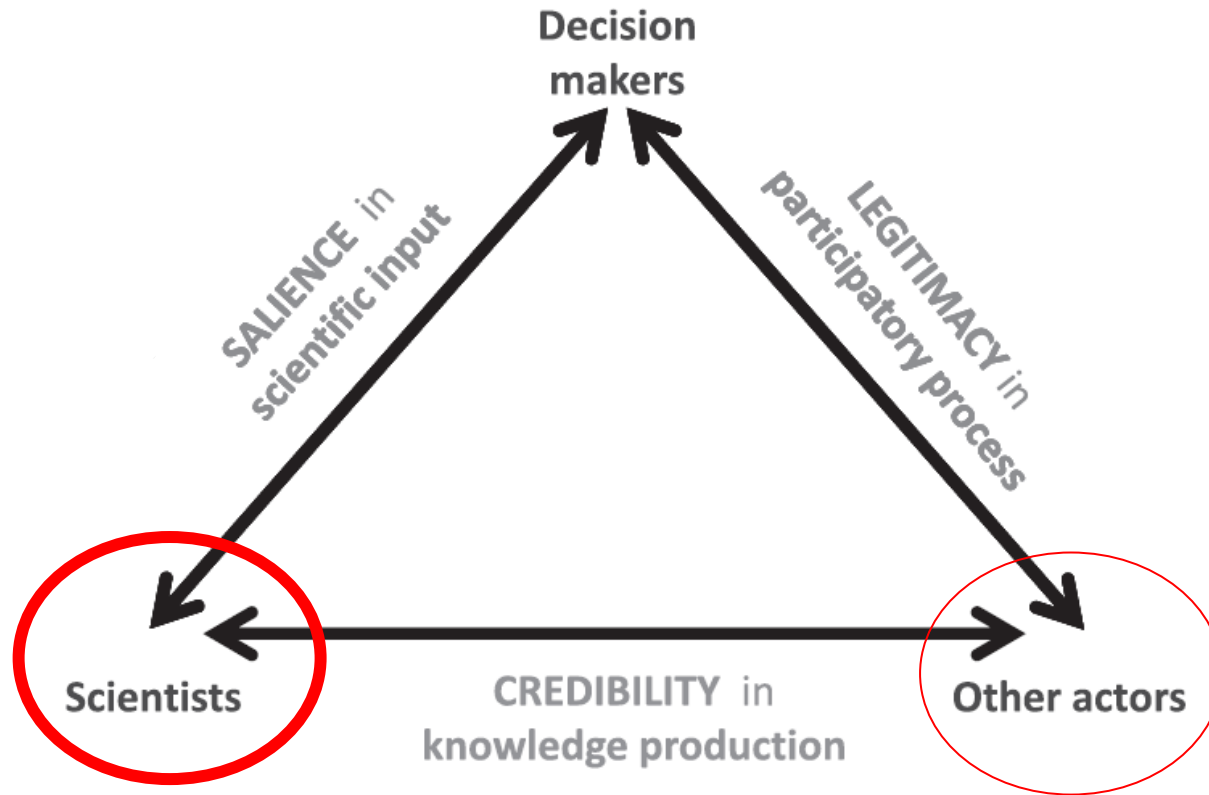 Decision
makers
SALIENCE in
scientific input
LEGITIMACY in
participatory process
Scientists
CREDIBILITY in
knowledge production
Other actors